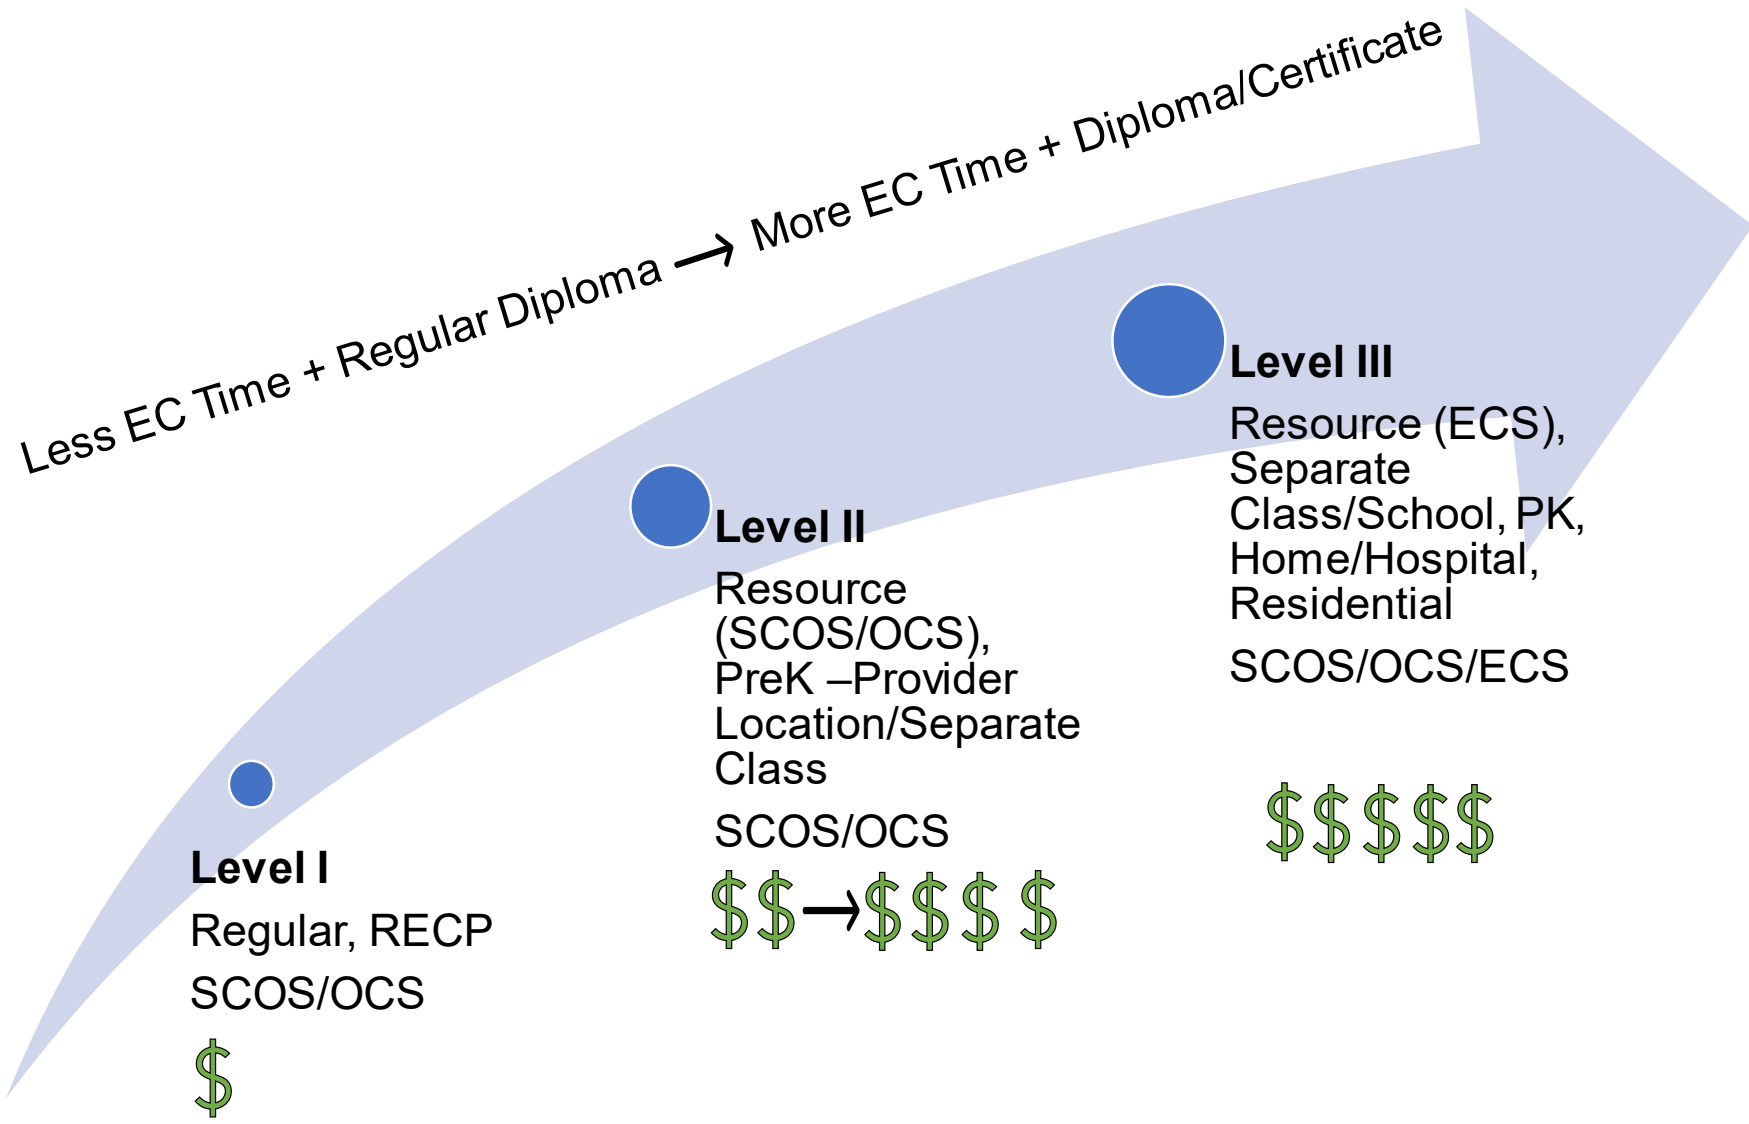 Less EC Time + Regular Diploma → More EC Time + Diploma/Certificate
Level III
Resource (ECS),
Separate
Class/School, PK,
Home/Hospital,
Residential
SCOS/OCS/ECS
$$$$$
Level II
Resource
(SCOS/OCS),
PreK –Provider
Location/Separate
Class
SCOS/OCS
$$→$$$ $
Level I
Regular, RECP
SCOS/OCS
$